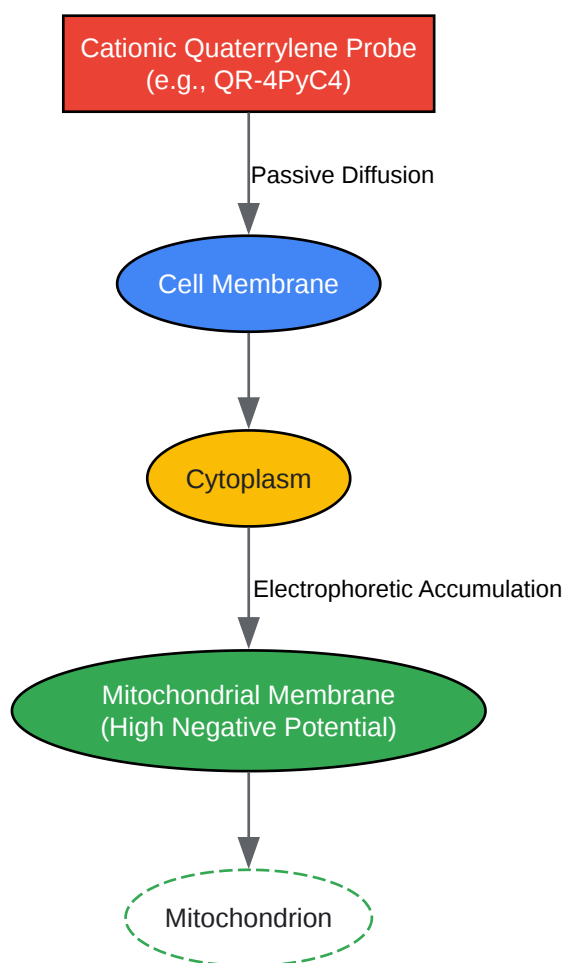 Cationic Quaterrylene Probe
(e.g., QR-4PyC4)
Passive Diffusion
Cell Membrane
Cytoplasm
Electrophoretic Accumulation
Mitochondrial Membrane
(High Negative Potential)
Mitochondrion